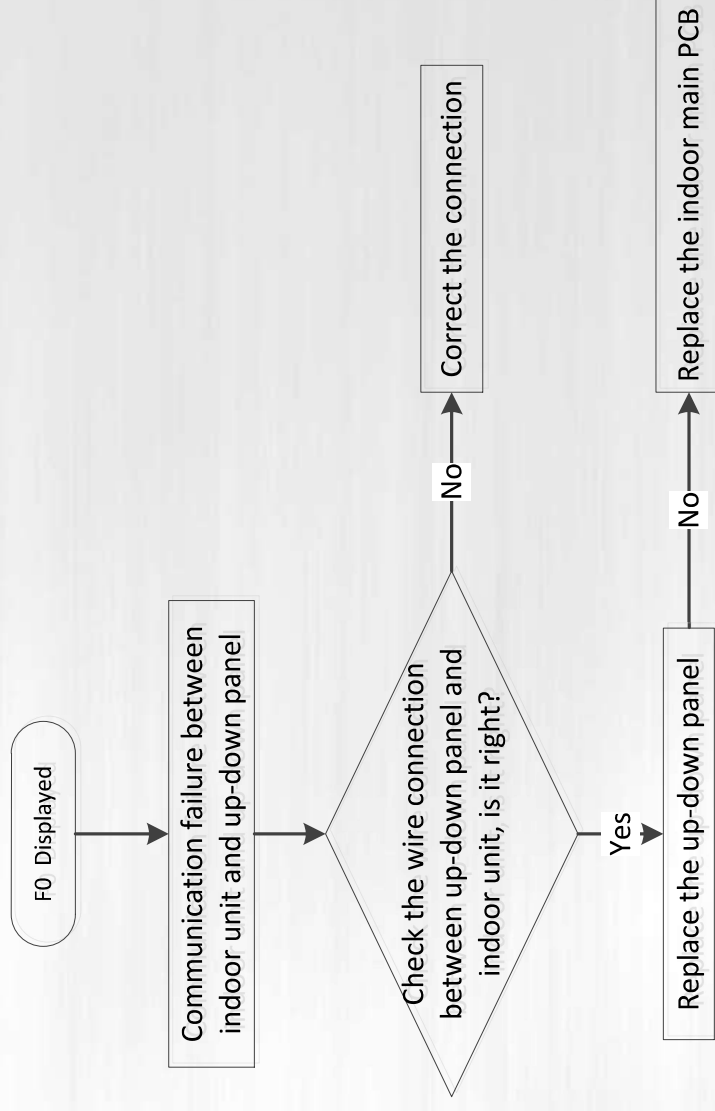 F0 Displayed
Communication failure between
indoor unit and up-down panel
Check the wire connection
between up-down panel and
indoor unit, is it right?
No
Correct the connection
Yes
Replace the up-down panel
No
Replace the indoor main PCB